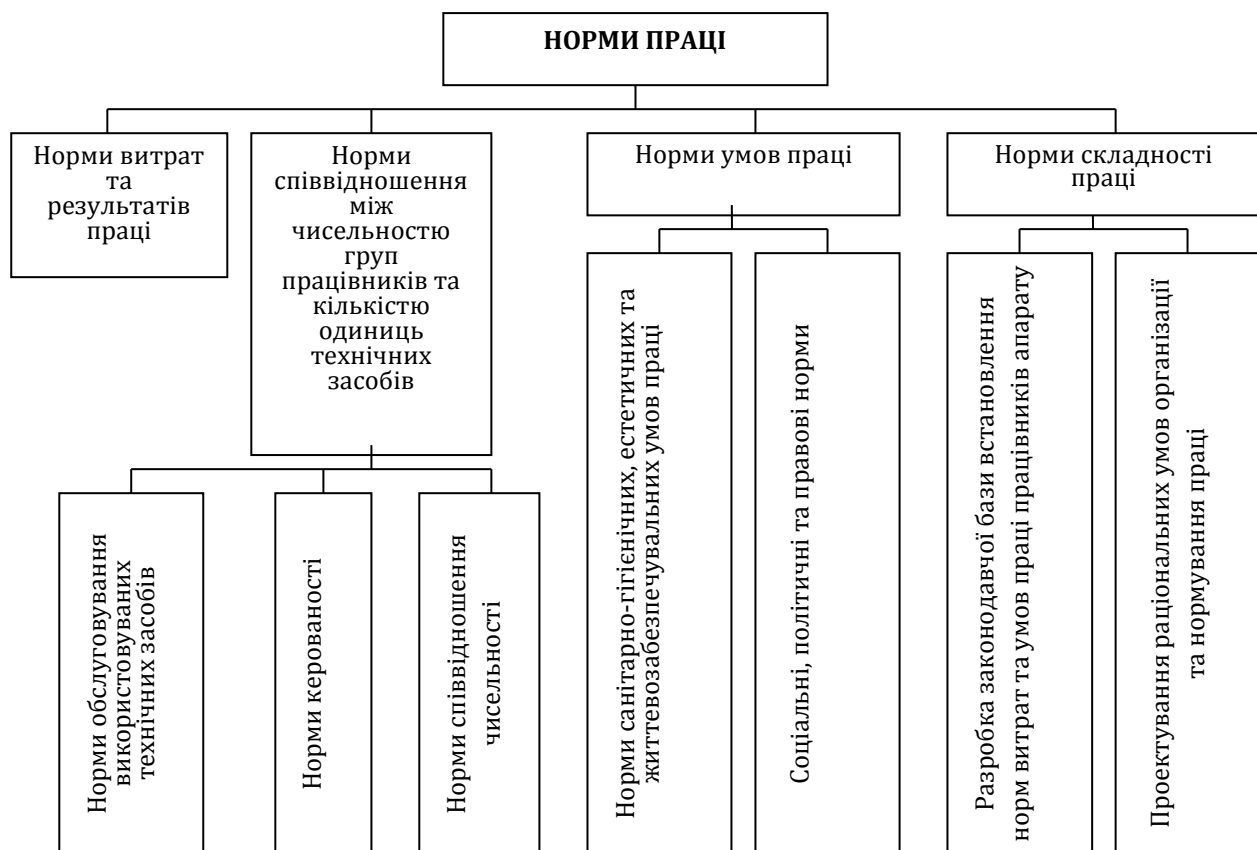 НОРМИ ПРАЦІ
Норми витрат
та
результатів
праці
Норми
співвідношення
між
чисельностю
груп
працівників та
кількістю
одиниць
технічних
засобів
Норми умов праці
Норми складності
праці
Норми обслуговування
використовуваних
технічних засобів
Норми керованості
Норми співвідношення
чисельності
Норми санітарно-гігієнічних, естетичних та
життевозабезпечувальних умов праці
Соціальні, політичні та правові норми
Разробка законодавчої бази встановлення
норм витрат та умов праці працівників апарату
Проектування раціональних умов організації
та нормування праці